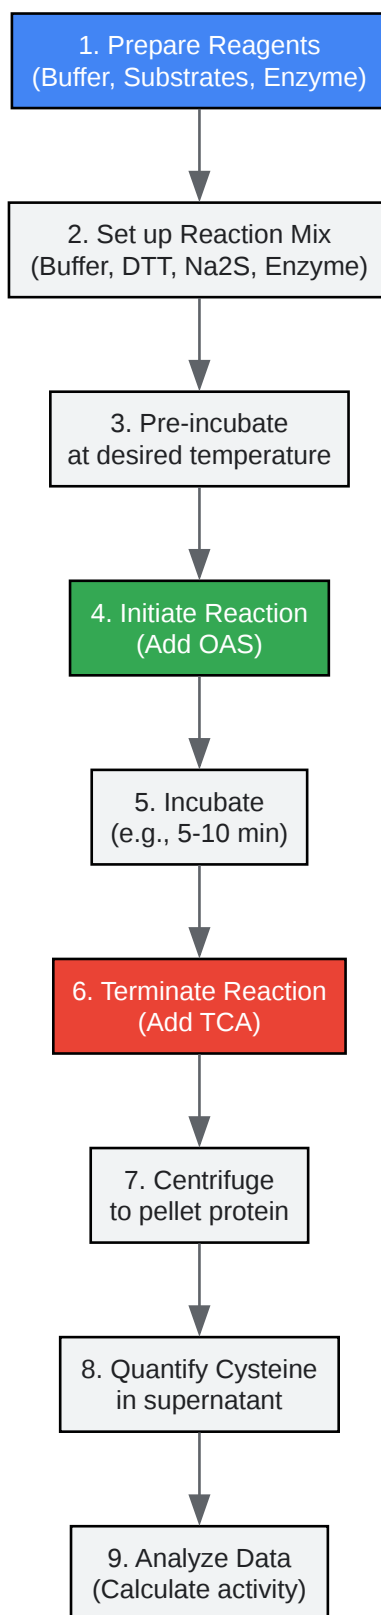 1. Prepare Reagents
(Buffer, Substrates, Enzyme)
2. Set up Reaction Mix
(Buffer, DTT, Na2S, Enzyme)
3. Pre-incubate
at desired temperature
4. Initiate Reaction
(Add OAS)
5. Incubate
(e.g., 5-10 min)
6. Terminate Reaction
(Add TCA)
7. Centrifuge
to pellet protein
8. Quantify Cysteine
in supernatant
9. Analyze Data
(Calculate activity)